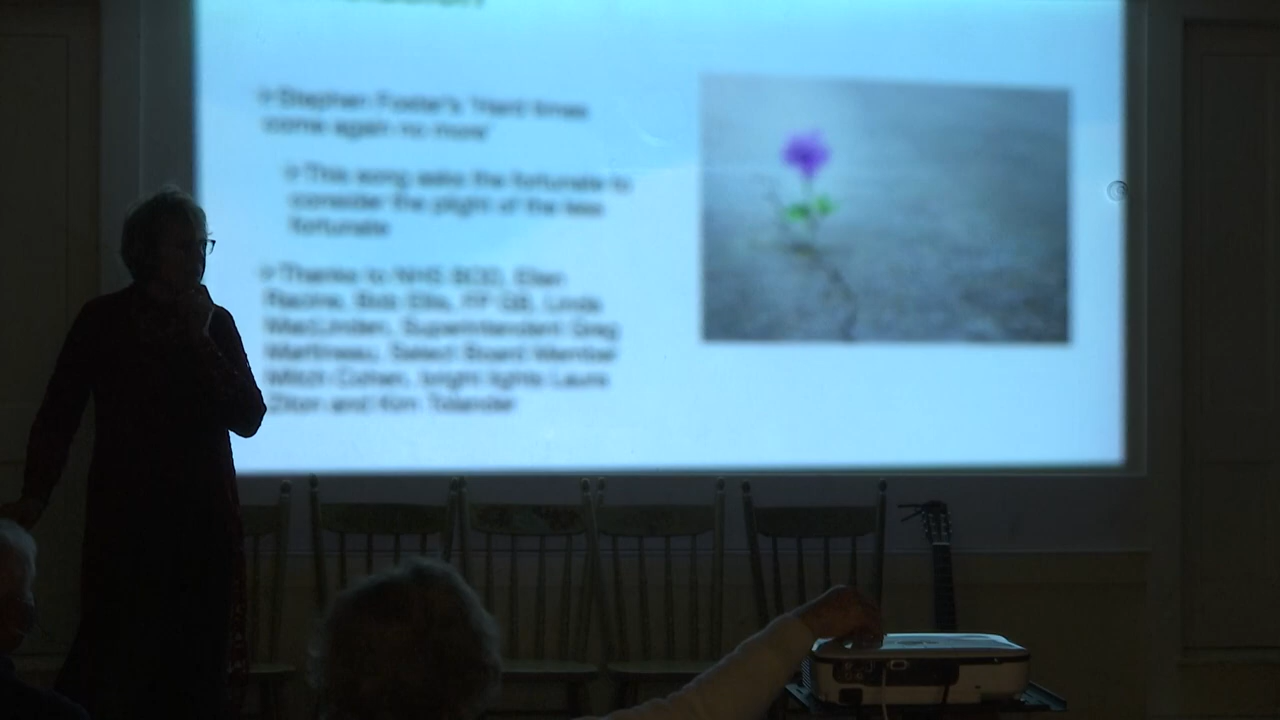 Stephen Foster's 'Hard times
come again no more'
This song asks the fortunate to
consider the plight of the less
fortunate
Thanks to NHS BOD, Ellen
Racine, Bob Ellis, FP GB, Linda
MacLinden, Superintendent Greg
Martineau, Select Board Member
Mitch Cohen, bright lights Laura
and Kim Tolander